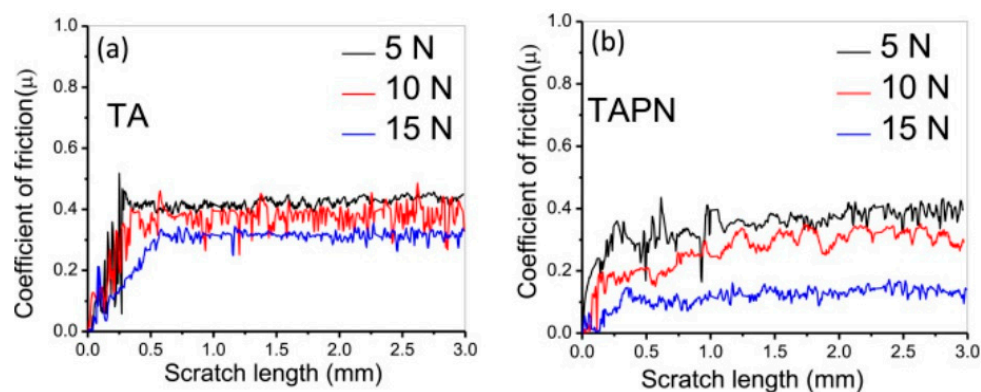 (a)
5 N
10 N
15 N
TA
Coefficient of friction(μ)
1.0
0.8
0.6
0.4
0.2
0.0
0.0 0.5 1.0 1.5 2.0 2.5 3.0
Scratch length (mm)
(b)
5 N
10 N
15 N
TAPN
Coefficient of friction(μ)
1.0
0.8
0.6
0.4
0.2
0.0
0.0 0.5 1.0 1.5 2.0 2.5 3.0
Scratch length (mm)